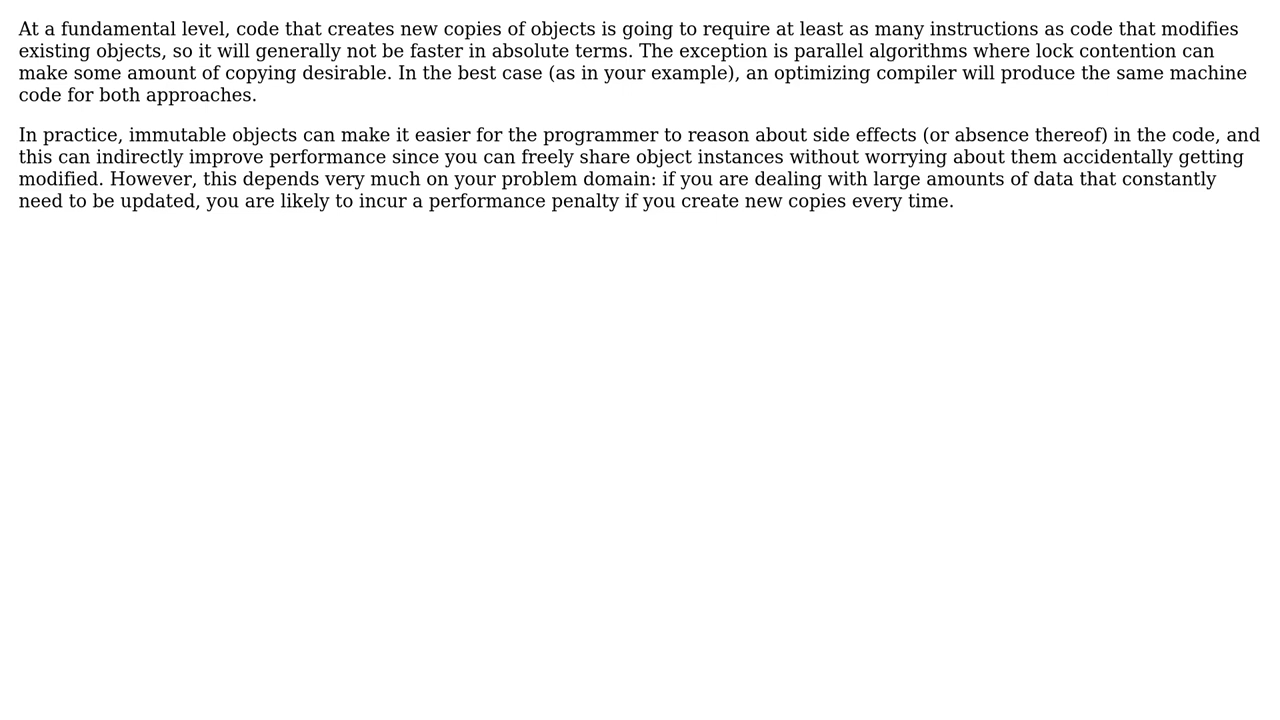 At a fundamental level, code that creates new copies of objects is going to require at least as many instructions as code that modifies
existing objects, so it will generally not be faster in absolute terms. The exception is parallel algorithms where lock contention can
make some amount of copying desirable. In the best case (as in your example), an optimizing compiler will produce the same machine
code for both approaches.
In practice, immutable objects can make it easier for the programmer to reason about side effects (or absence thereof) in the code, and
this can indirectly improve performance since you can freely share object instances without worrying about them accidentally getting
modified. However, this depends very much on your problem domain: if you are dealing with large amounts of data that constantly
need to be updated, you are likely to incur a performance penalty if you create new copies every time.